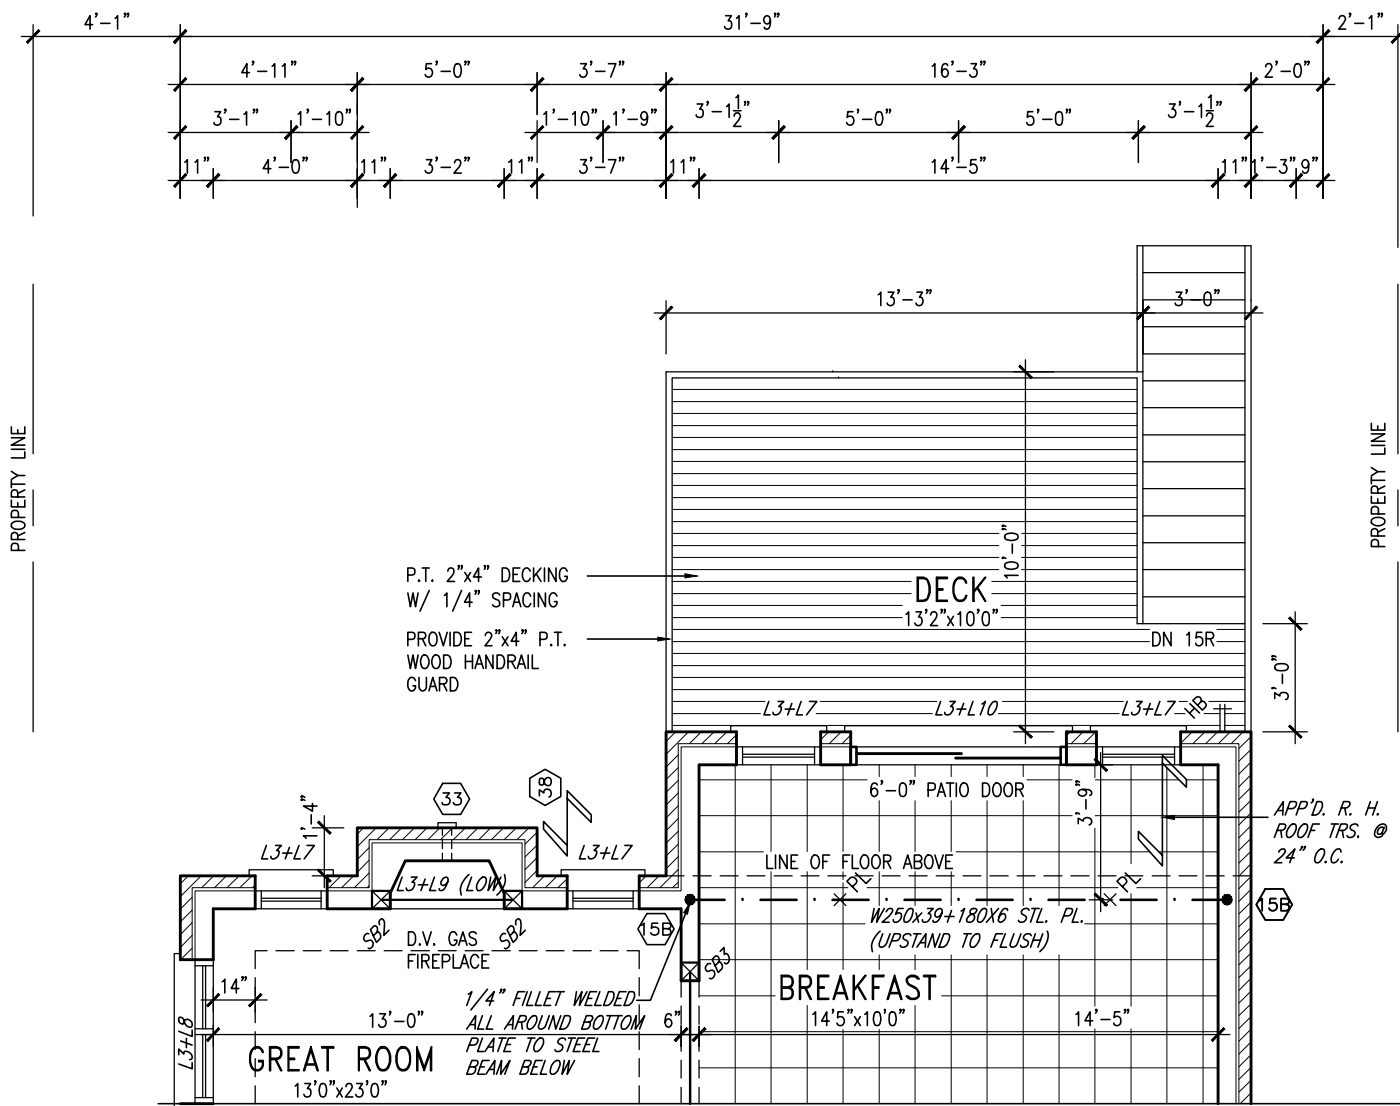 4'-1"
31'-9"
2'-1"
4'-11"
5'-0"
3'-7"
16'-3"
2'-0"
3'-1"
1'-10"
1'-10"
1'-9"
3'-1 1/2"
5'-0"
5'-0"
3'-1 1/2"
11"
4'-0"
11"
3'-2"
11"
3'-7"
11"
14'-5"
11"
1'-3"
9"
13'-3"
3'-0"
PROPERTY LINE
PROPERTY LINE
10'-0"
P.T. 2"x4" DECKING
W/ 1/4" SPACING
DECK
13'2"x10'0"
PROVIDE 2"x4" P.T.
WOOD HANDRAIL
GUARD
DN 15R
3'-0"
L3+L7
L3+L10
L3+L7
HB
6'-0" PATIO DOOR
3'-9"
33
38
1'-4"
APP'D. R. H.
ROOF TRS. @
24" O.C.
L3+L7
L3+L7
LINE OF FLOOR ABOVE
L3+L9 (LOW)
PL
PL
15B
W250x39+180X6 STL. PL.
(UPSTAND TO FLUSH)
15B
SB2
SB2
D.V. GAS
FIREPLACE
SB3
14"
1/4" FILLET WELDED
ALL AROUND BOTTOM
PLATE TO STEEL
BEAM BELOW
BREAKFAST
14'5"x10'0"
13'-0"
6"
14'-5"
L3+L8
GREAT ROOM
13'0"x23'0"